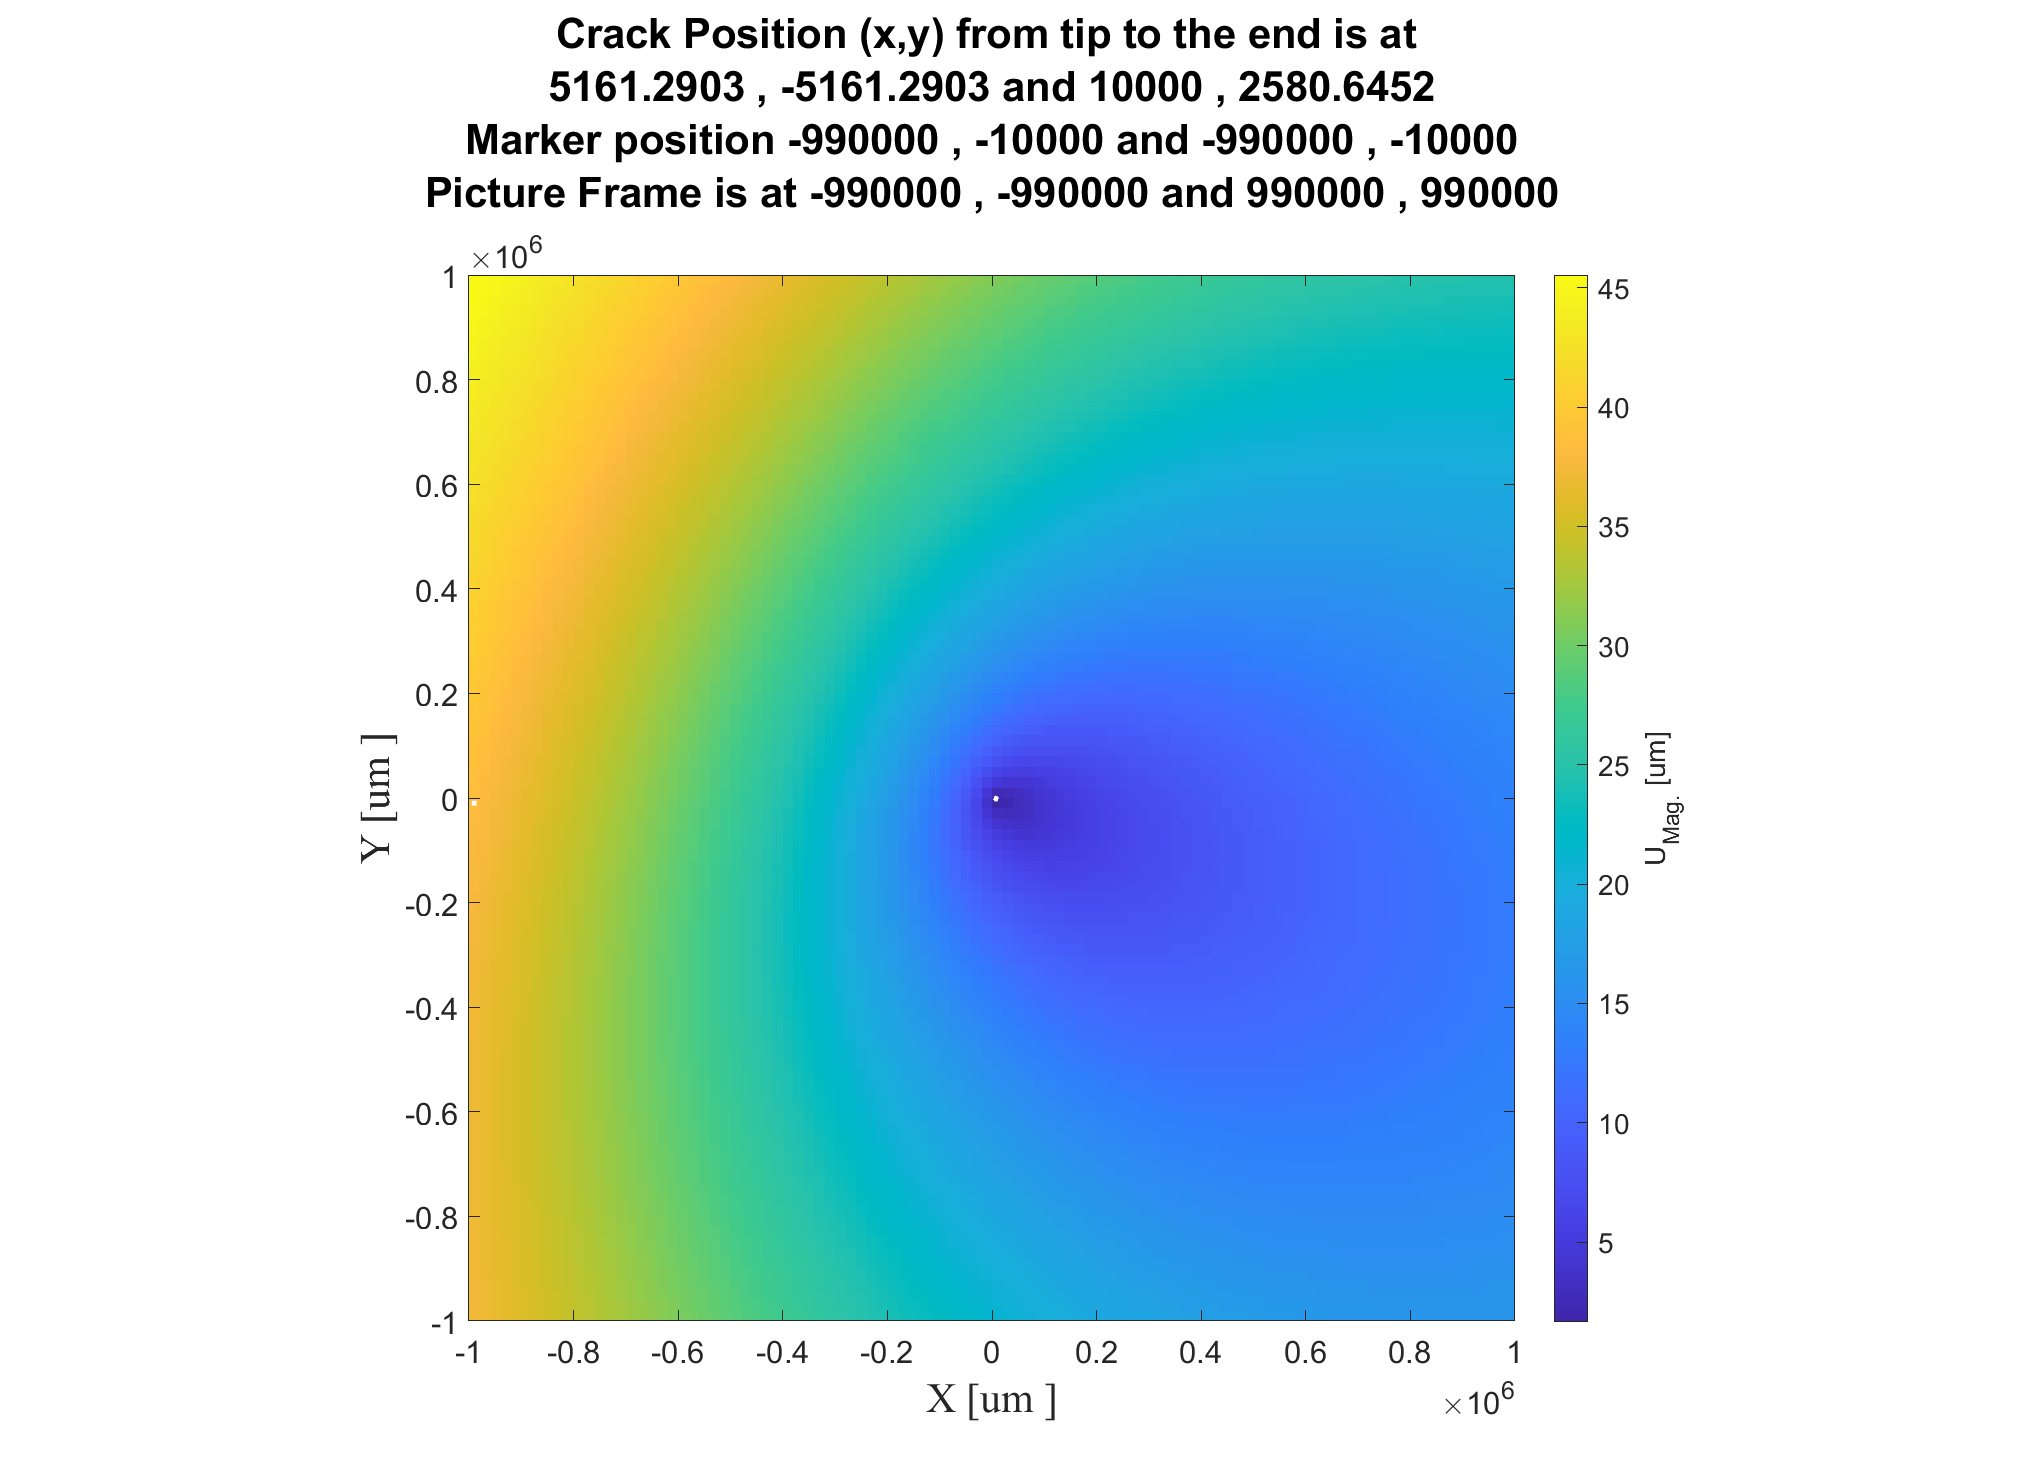 Crack Position (x,y) from tip to the end is at
5161.2903 , -5161.2903 and 10000 , 2580.6452
Marker position -990000 , -10000 and -990000 , -10000
Picture Frame is at -990000 , -990000 and 990000 , 990000
×10^6
1
0.8
0.6
0.4
0.2
0
-0.2
-0.4
-0.6
-0.8
-1
Y [um ]
-1 -0.8 -0.6 -0.4 -0.2 0 0.2 0.4 0.6 0.8 1
×10^6
X [um ]
45
40
35
30
25
20
15
10
5
U_Mag. [um]